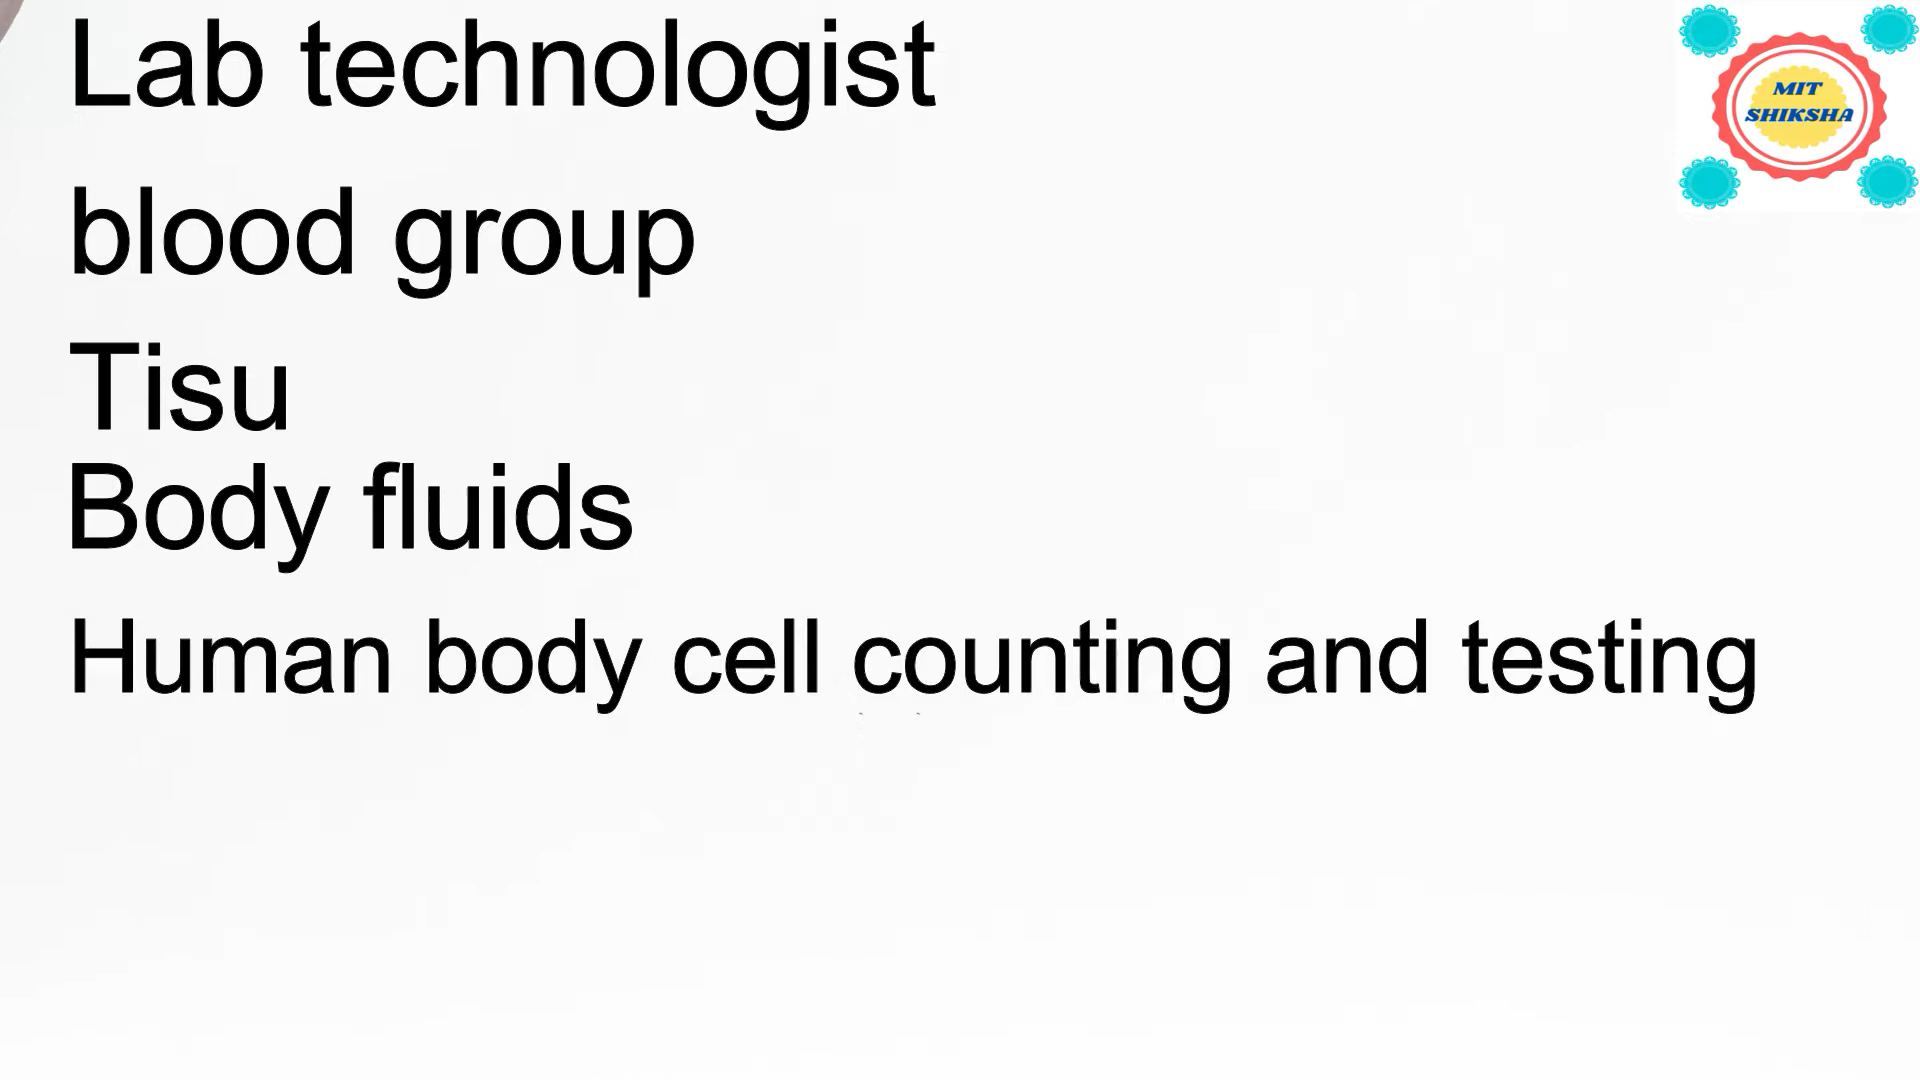 Lab technologist
MIT
SHIKSHA
blood group
Tisu
Body fluids
Human body cell counting and testing